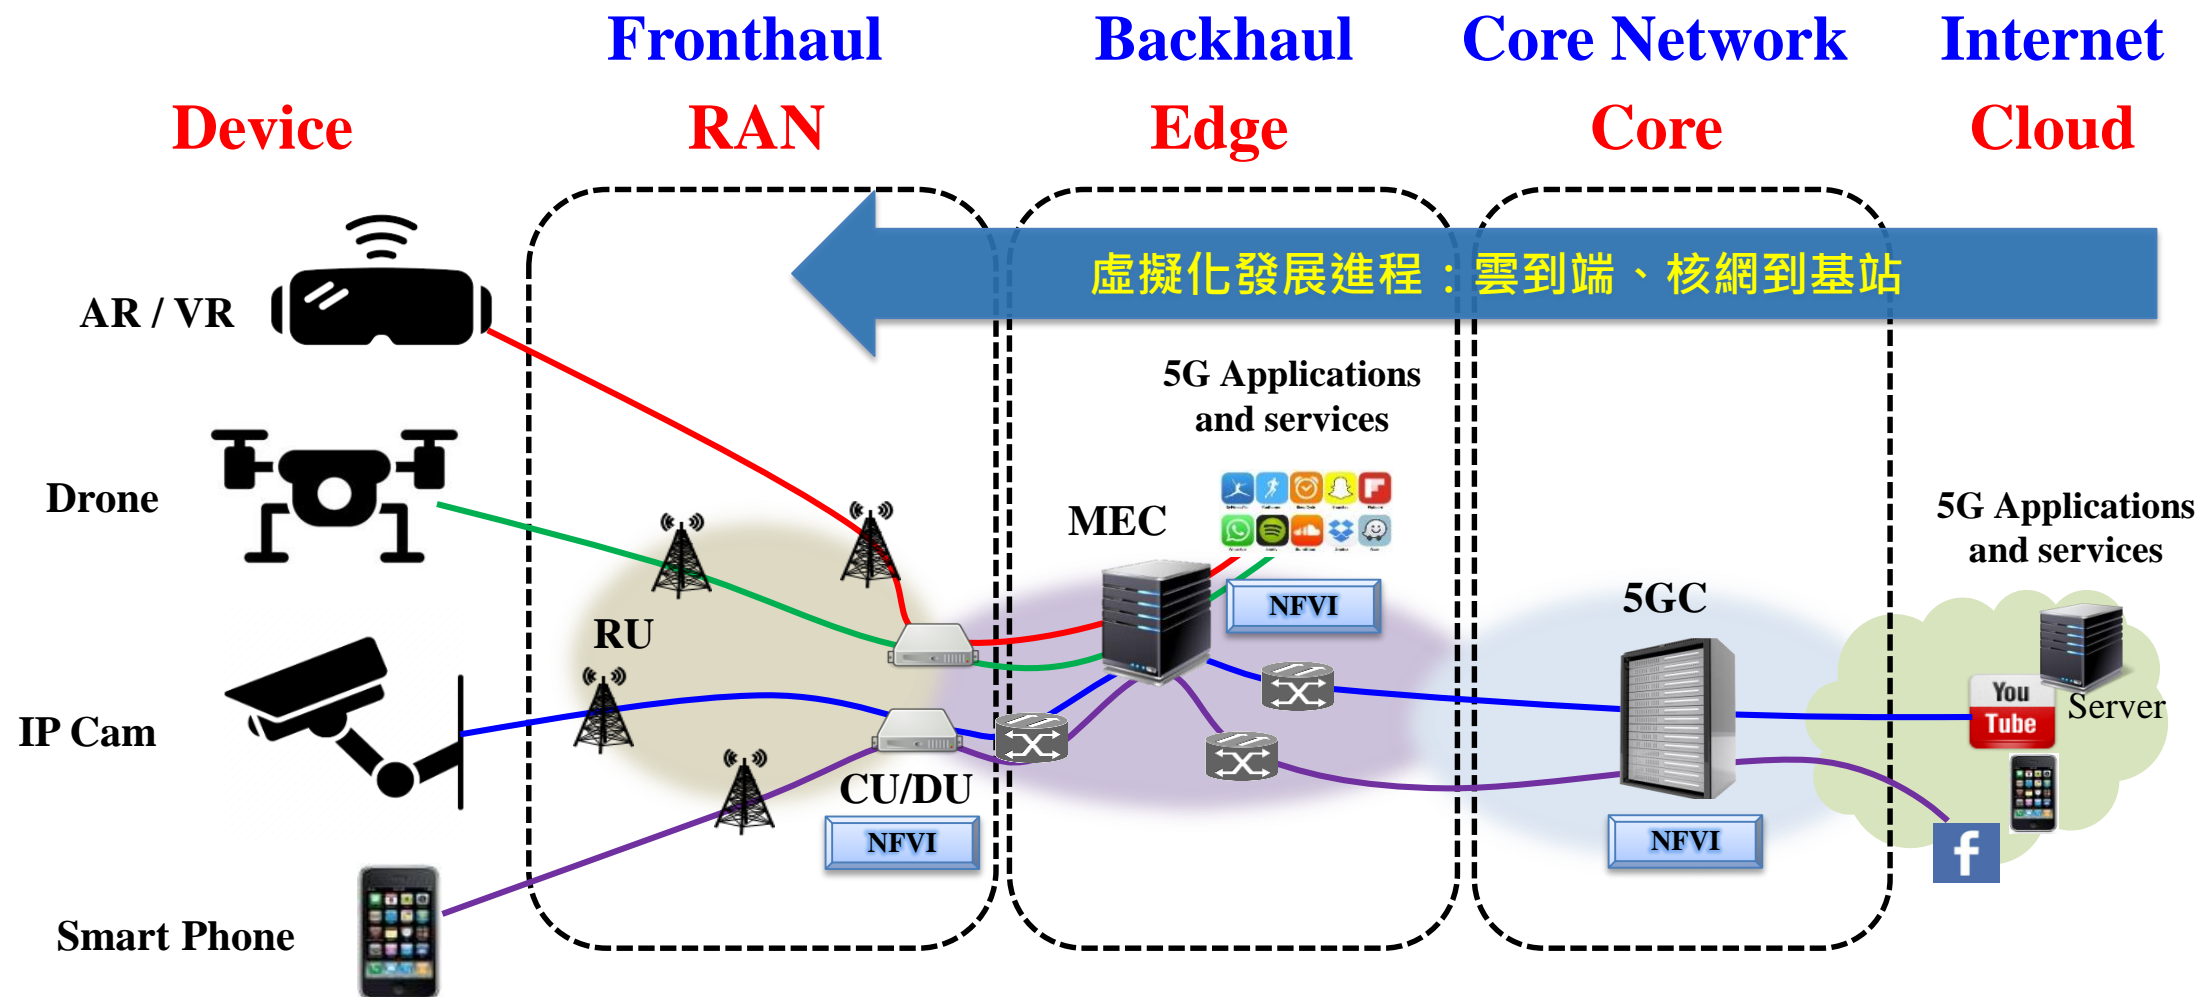 Fronthaul
Backhaul
Core Network
Internet
Device
RAN
Edge
Core
Cloud
虛擬化發展進程：雲到端、核網到基站
AR / VR
5G Applications
and services
Drone
MEC
5G Applications
and services
NFVI
5GC
RU
IP Cam
You
Tube
Server
CU/DU
NFVI
NFVI
f
Smart Phone